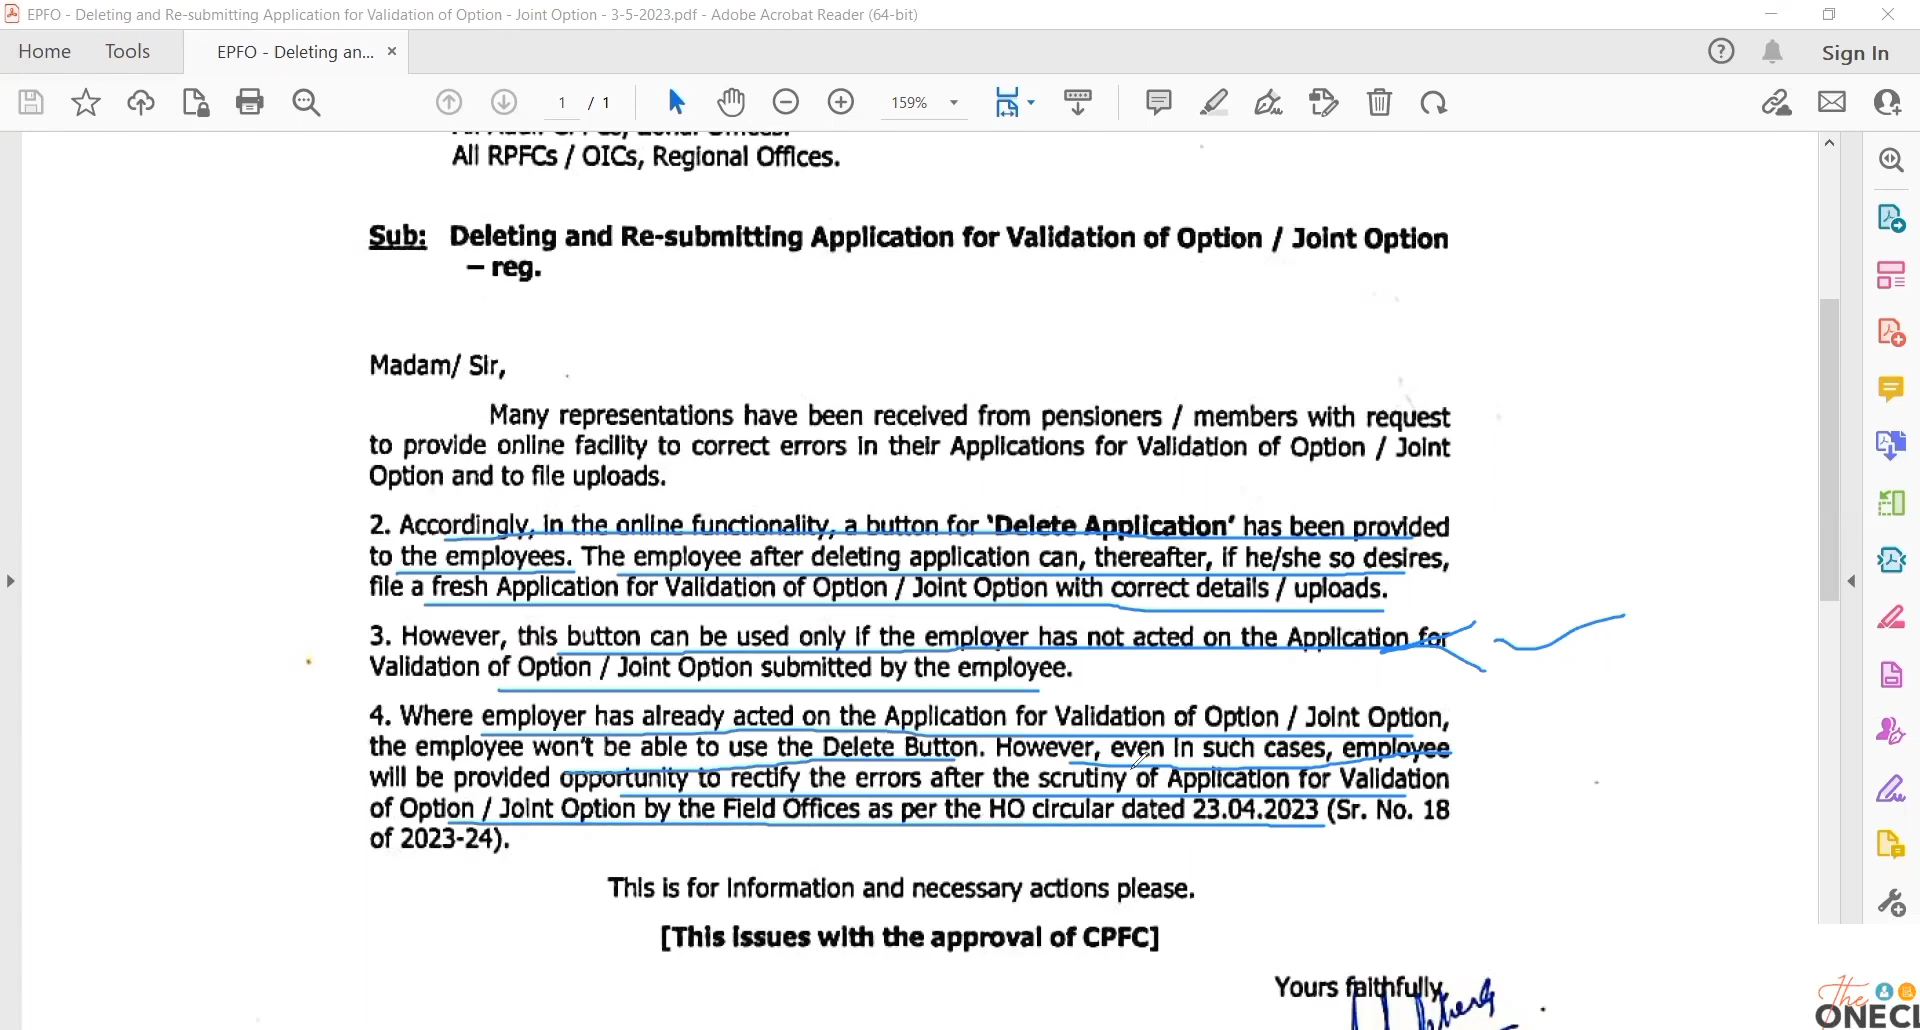 EPFO - Deleting and Re-submitting Application for Validation of Option - Joint Option - 3-5-2023.pdf - Adobe Acrobat Reader (64-bit)
Home Tools EPFO - Deleting an... Sign In
1 / 1 159%
All RPFCs / OICs, Regional Offices.
Sub: Deleting and Re-submitting Application for Validation of Option / Joint Option
– reg.
Madam/ Sir,
Many representations have been received from pensioners / members with request
to provide online facility to correct errors in their Applications for Validation of Option / Joint
Option and to file uploads.
2. Accordingly, in the online functionality, a button for 'Delete Application' has been provided
to the employees. The employee after deleting application can, thereafter, if he/she so desires,
file a fresh Application for Validation of Option / Joint Option with correct details / uploads.
3. However, this button can be used only if the employer has not acted on the Application for
Validation of Option / Joint Option submitted by the employee.
4. Where employer has already acted on the Application for Validation of Option / Joint Option,
the employee won't be able to use the Delete Button. However, even in such cases, employee
will be provided opportunity to rectify the errors after the scrutiny of Application for Validation
of Option / Joint Option by the Field Offices as per the HO circular dated 23.04.2023 (Sr. No. 18
of 2023-24).
This is for information and necessary actions please.
[This issues with the approval of CPFC]
Yours faithfully,
The
ONECI